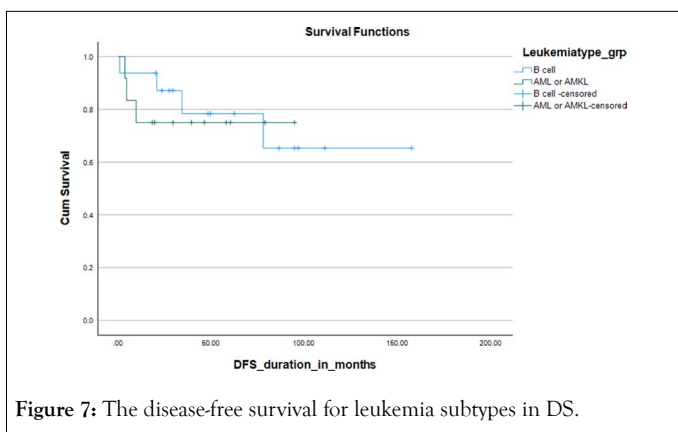 Survival Functions
Leukemiatype_grp
B cell
AML or AMKL
B cell -censored
AML or AMKL-censored
Cum Survival
1.0
0.8
0.6
0.4
0.2
0.0
.00 50.00 100.00 150.00 200.00
DFS_duration_in_months
Figure 7: The disease-free survival for leukemia subtypes in DS.